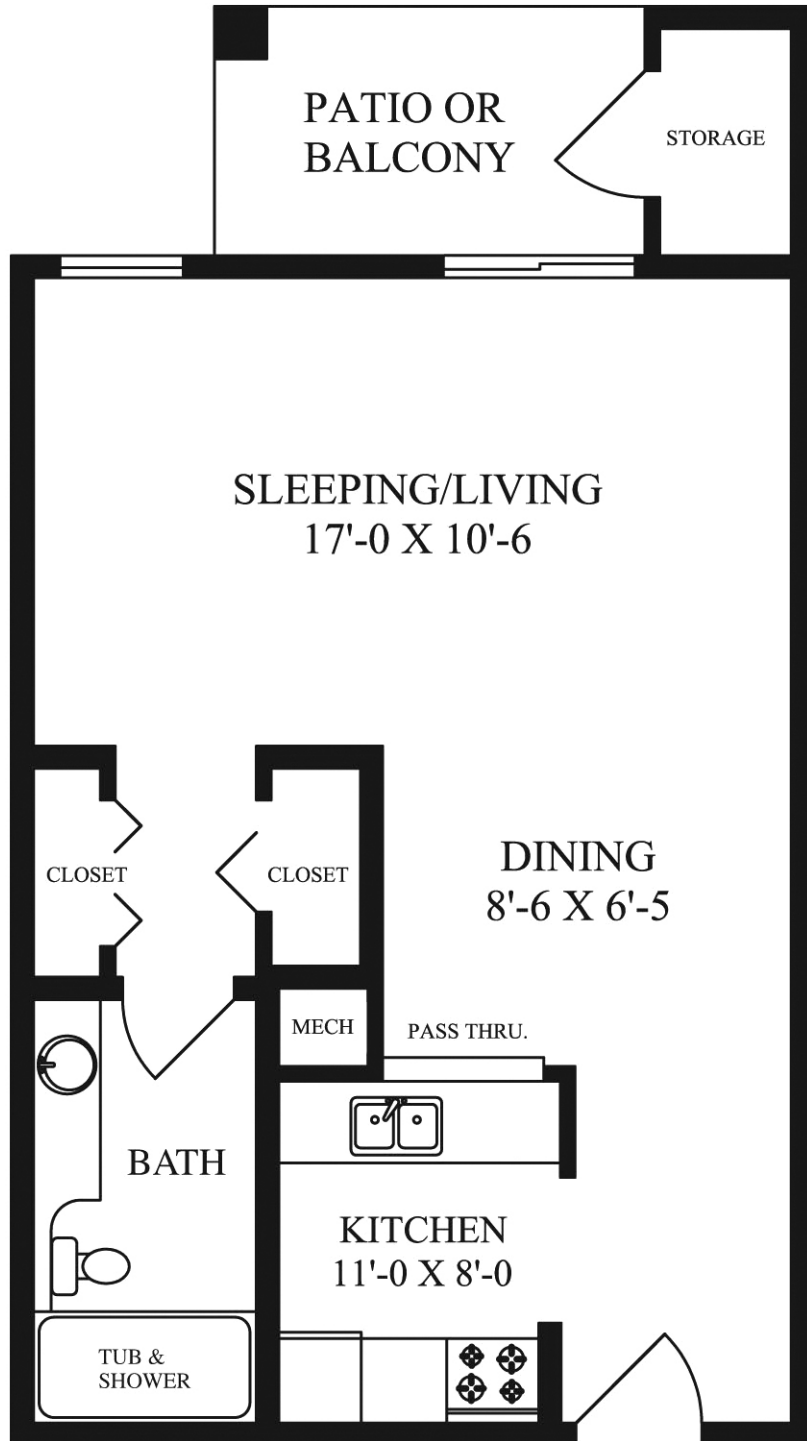 PATIO OR
BALCONY
STORAGE
SLEEPING/LIVING
17'-0 X 10'-6
CLOSET
CLOSET
DINING
8'-6 X 6'-5
MECH
PASS THRU.
BATH
KITCHEN
11'-0 X 8'-0
TUB &
SHOWER